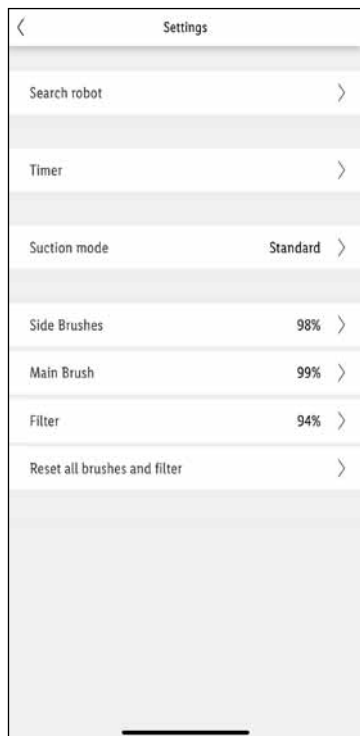 Settings
Search robot
Timer
Suction mode Standard
Side Brushes 98%
Main Brush 99%
Filter 94%
Reset all brushes and filter